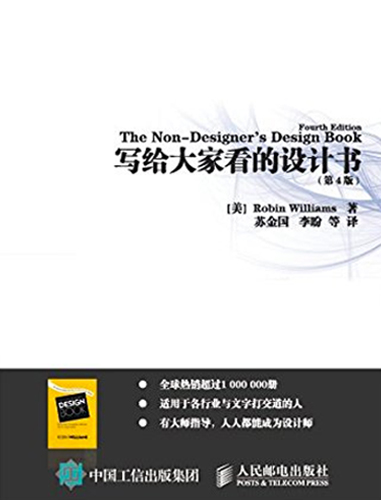 Fourth Edition
The Non-Designer's Design Book
写给大家看的设计书
(第4版)
[美] Robin Williams 著
苏金国 李盼 等 译
全球热销超过1 000 000册
适用于各行业与文字打交道的人
有大师指导，人人都能成为设计师
DESIGN
BOOK
ROBIN WILLIAMS
中国工信出版集团
人民邮电出版社
POSTS & TELECOM PRESS